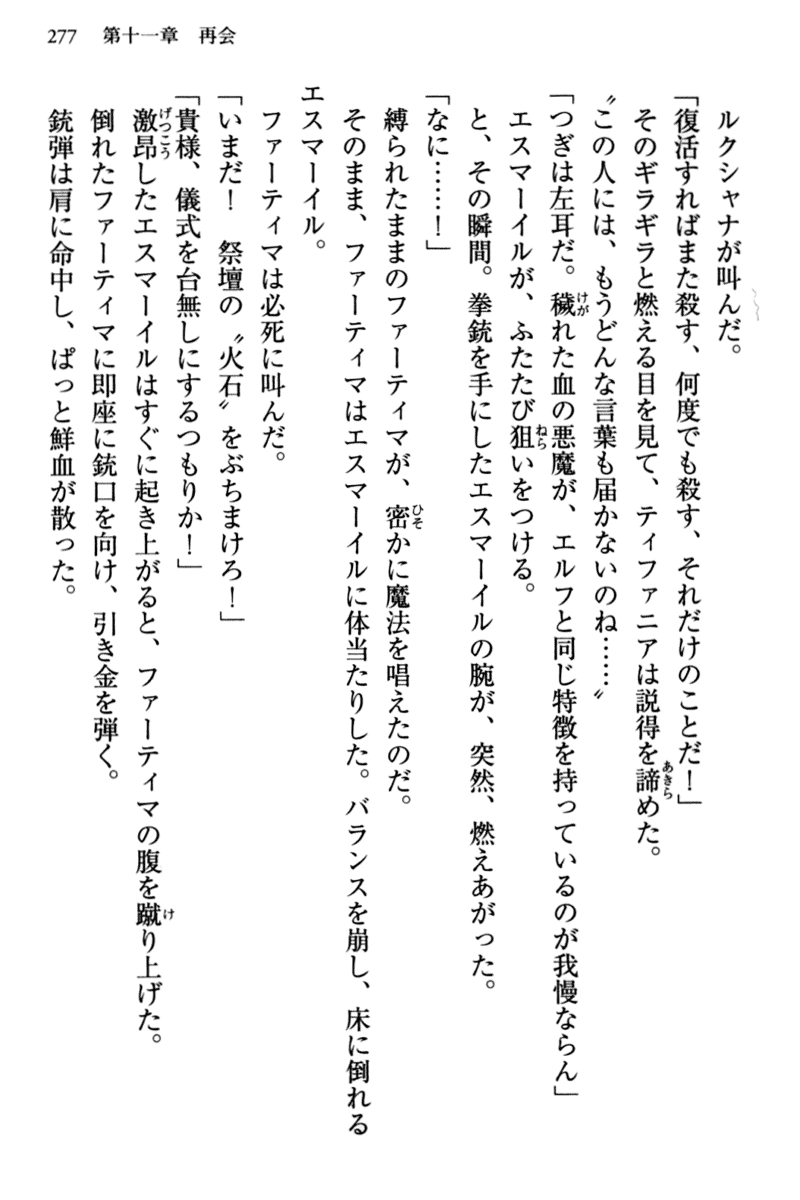 277　第十一章　再会
ルクシャナが叫んだ。
「復活すればまた殺す、何度でも殺す、それだけのことだ！」
そのギラギラと燃える目を見て、ティファニアは説得を諦めた。
〝この人には、もうどんな言葉も届かないのね……〟
「つぎは左耳だ。穢れた血の悪魔が、エルフと同じ特徴を持っているのが我慢ならん」
エスマーイルが、ふたたび狙いをつける。
と、その瞬間。拳銃を手にしたエスマーイルの腕が、突然、燃えあがった。
「なに……！」
縛られたままのファーティマが、密かに魔法を唱えたのだ。
そのまま、ファーティマはエスマーイルに体当たりした。バランスを崩し、床に倒れる
エスマーイル。
ファーティマは必死に叫んだ。
「いまだ！　祭壇の〝火石〟をぶちまけろ！」
「貴様、儀式を台無しにするつもりか！」
激昂したエスマーイルはすぐに起き上がると、ファーティマの腹を蹴り上げた。
倒れたファーティマに即座に銃口を向け、引き金を弾く。
銃弾は肩に命中し、ぱっと鮮血が散った。